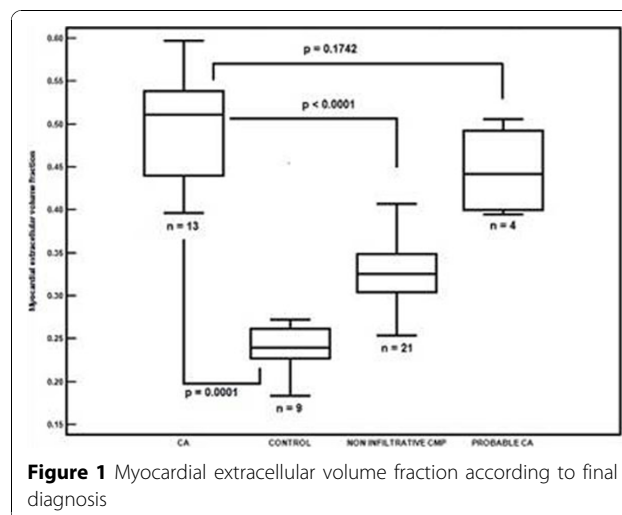 p = 0.1742
p < 0.0001
n = 13
n = 4
n = 21
p = 0.0001
n = 9
Myocardial extracellular volume fraction
0.60
0.55
0.50
0.45
0.40
0.35
0.30
0.25
0.20
0.15
CA
CONTROL
NON INFILTRATIVE CMP
PROBABLE CA
Figure 1 Myocardial extracellular volume fraction according to final
diagnosis